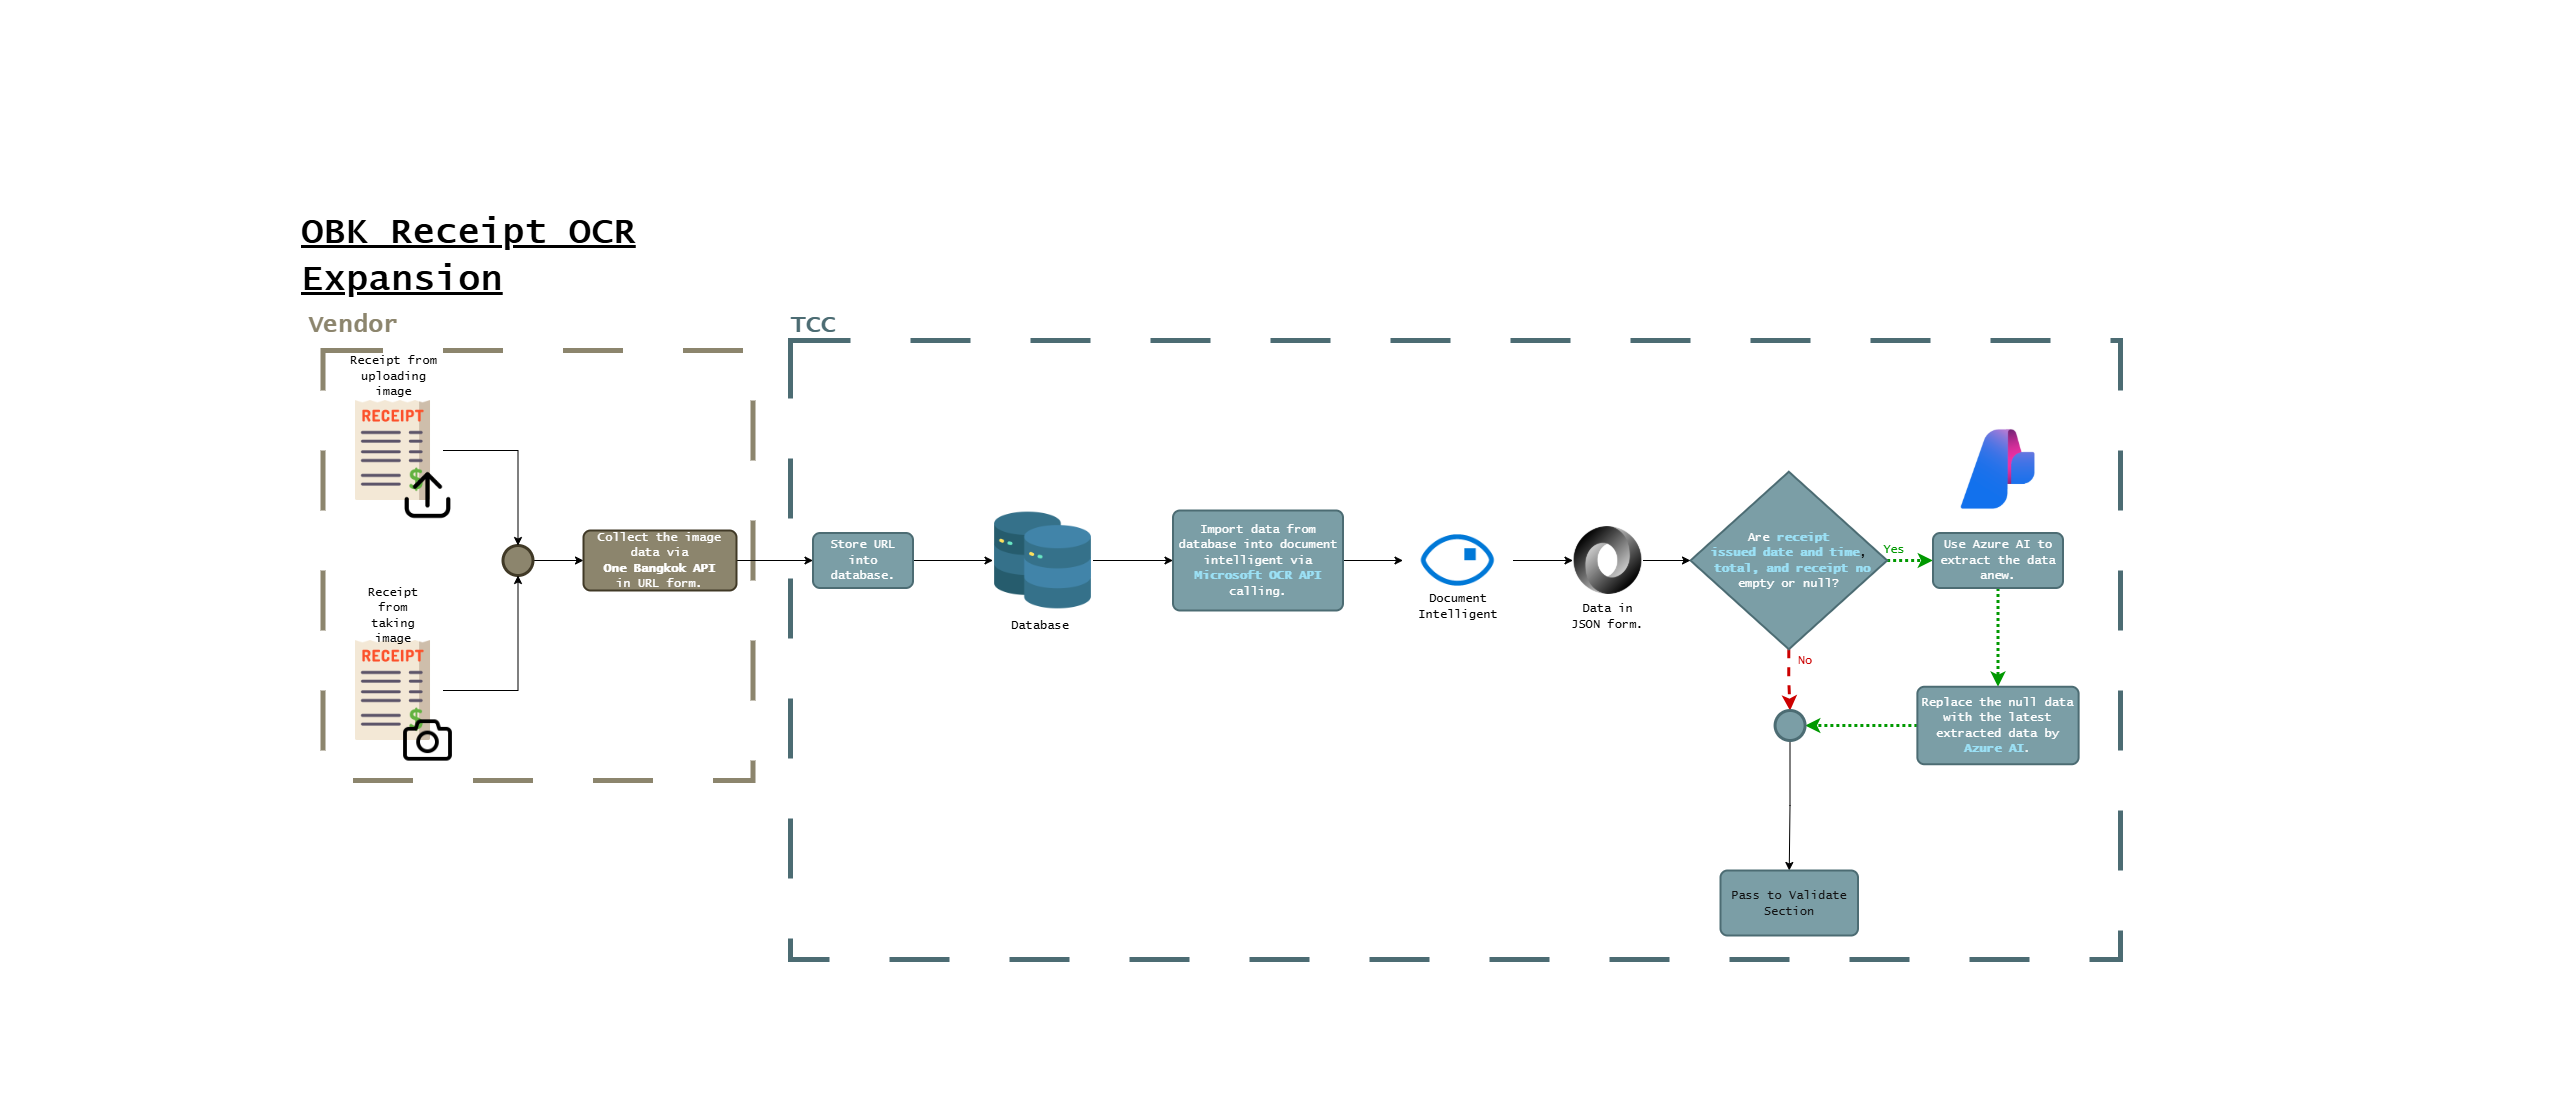 OBK Receipt OCR
Expansion
Vendor
Receipt from
uploading
image
RECEIPT
$
Receipt
from
taking
image
RECEIPT
$
Collect the image
data via
One Bangkok API
in URL form.
TCC
Store URL
into
database.
Database
Import data from
database into document
intelligent via
Microsoft OCR API
calling.
Document
Intelligent
Data in
JSON form.
Are receipt
issued date and time,
total, and receipt no
empty or null?
Yes
No
Use Azure AI to
extract the data
anew.
Replace the null data
with the latest
extracted data by
Azure AI.
Pass to Validate
Section